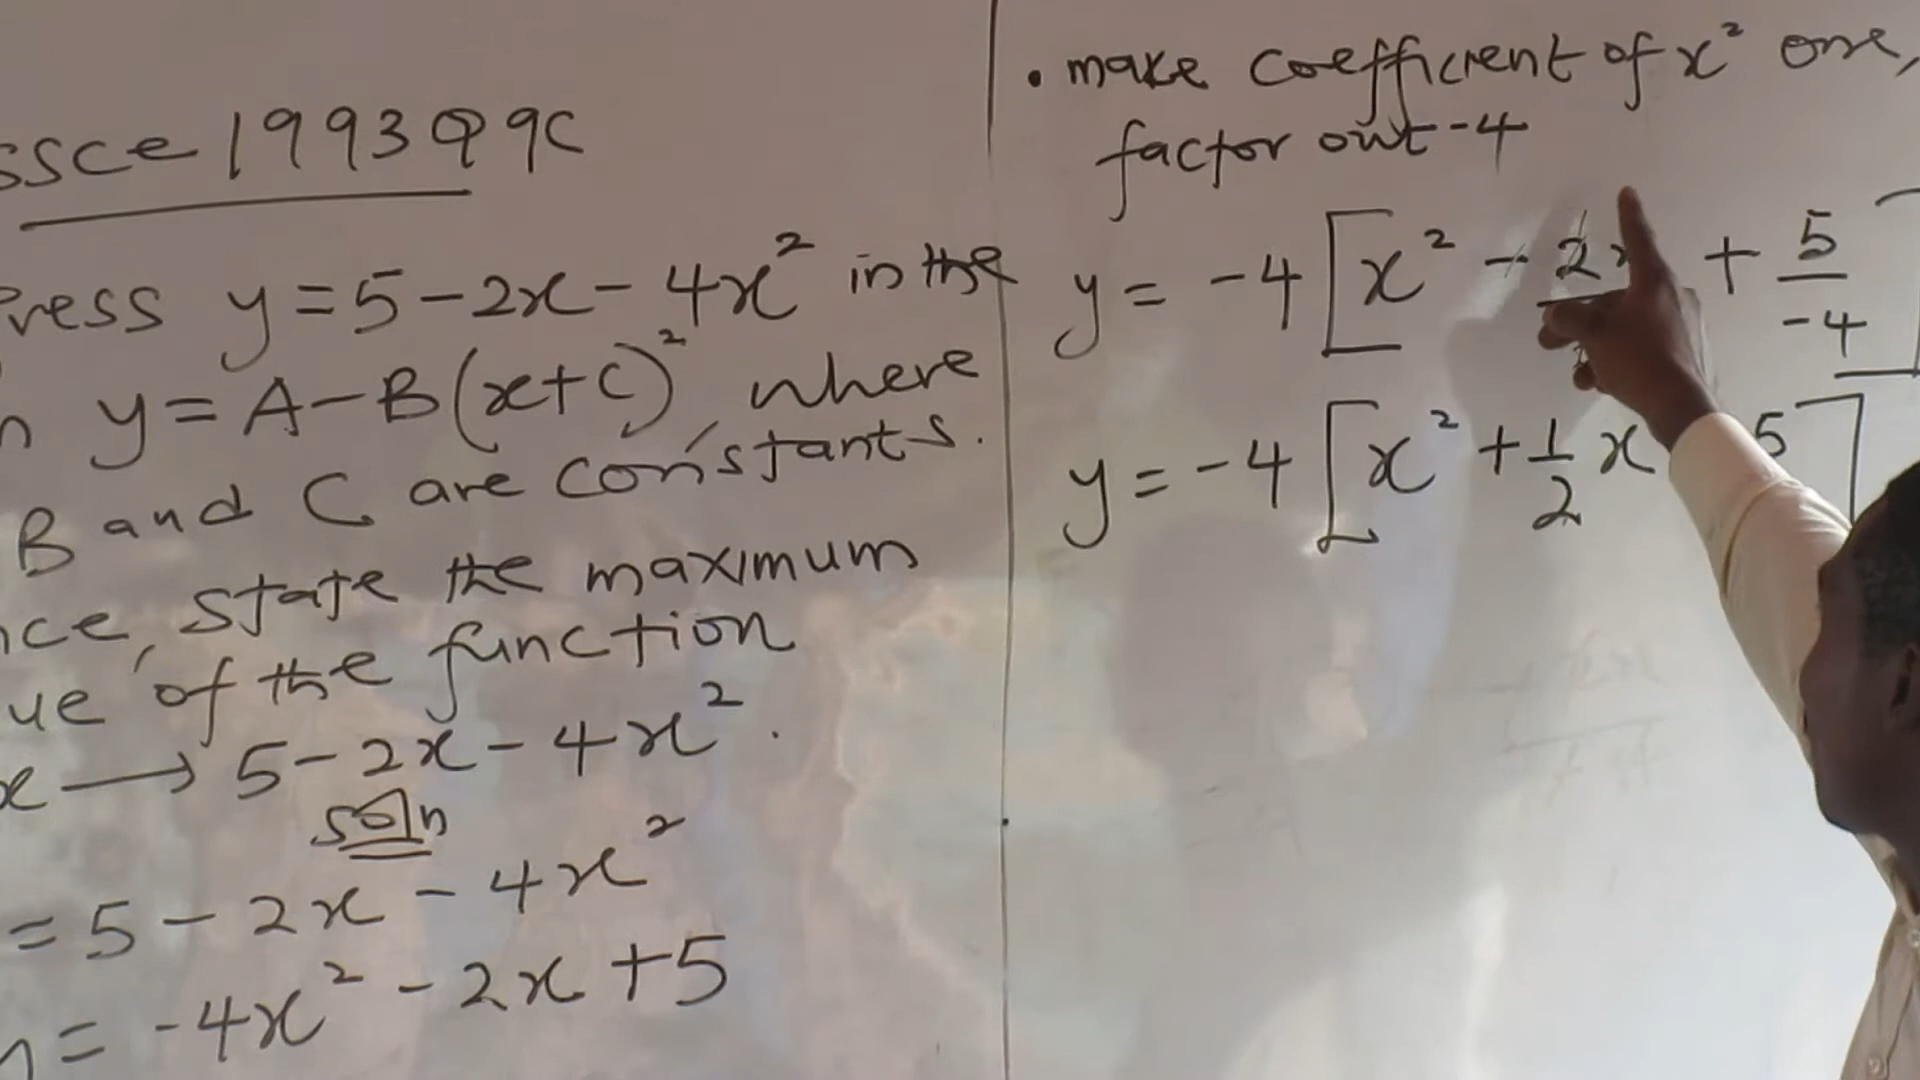 ssce 1993 Q9C
ress y = 5 - 2x - 4x² in the
y = A - B(x+C)², where
B and C are constants.
nce, state the maximum
ue of the function
x → 5 - 2x - 4x².
soln
= 5 - 2x - 4x²
= -4x² - 2x + 5
• make coefficient of x² one,
factor out -4
y = -4[x² - 2x + 5/-4]
y = -4[x² + 1/2 x 5]